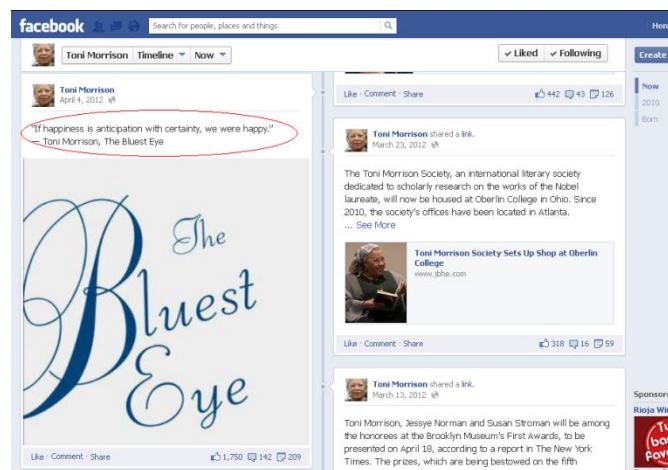 facebook
Search for people, places and things
Hon
Toni Morrison Timeline Now
Liked Following
Create
Toni Morrison
April 4, 2012
"If happiness is anticipation with certainty, we were happy."
— Toni Morrison, The Bluest Eye
The
Bluest
Eye
Like · Comment · Share 1,750 142 209
Like · Comment · Share 442 43 126
Toni Morrison shared a link.
March 23, 2012
The Toni Morrison Society, an international literary society
dedicated to scholarly research on the works of the Nobel
laureate, will now be housed at Oberlin College in Ohio. Since
2010, the society's offices have been located in Atlanta.
... See More
Toni Morrison Society Sets Up Shop at Oberlin
College
www.jbhe.com
Like · Comment · Share 318 16 59
Toni Morrison shared a link.
March 13, 2012
Toni Morrison, Jessye Norman and Susan Stroman will be among
the honorees at the Brooklyn Museum's First Awards, to be
presented on April 18, according to a report in The New York
Times. The prizes, which are being bestowed on the fifth
Now
2010
Born
Sponsore
Rioja Wi